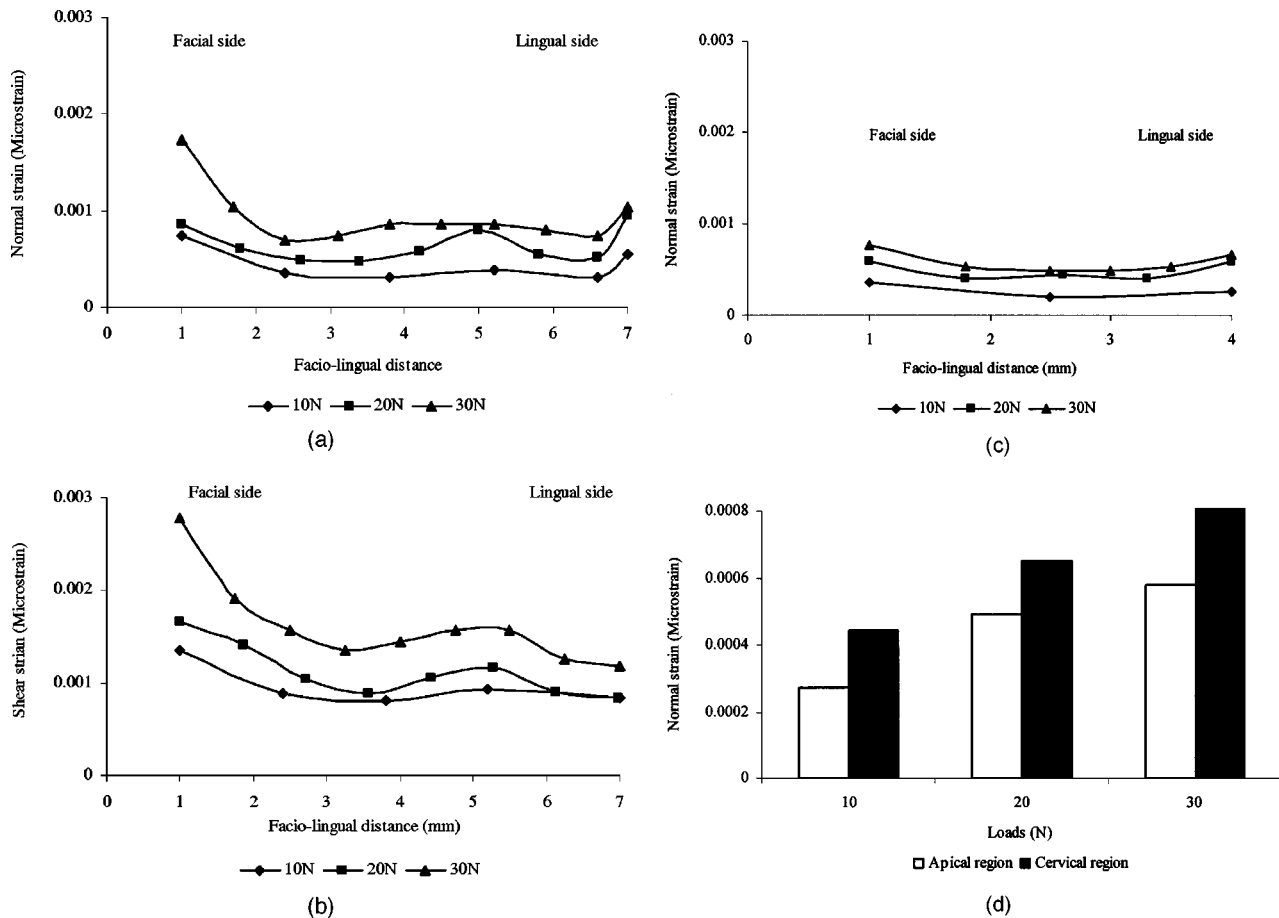 0.003
0.002
0.001
0
Normal strain (Microstrain)
Facial side
Lingual side
0 1 2 3 4 5 6 7
Facio-lingual distance
10N 20N 30N
(a)
0.003
0.002
0.001
0
Normal strain (Microstrain)
Facial side
Lingual side
0 1 2 3 4
Facio-lingual distance (mm)
10N 20N 30N
(c)
0.003
0.002
0.001
0
Shear strian (Microstrain)
Facial side
Lingual side
0 1 2 3 4 5 6 7
Facio-lingual distance (mm)
10N 20N 30N
(b)
0.0008
0.0006
0.0004
0.0002
0
Normal strain (Microstrain)
10 20 30
Loads (N)
Apical region Cervical region
(d)